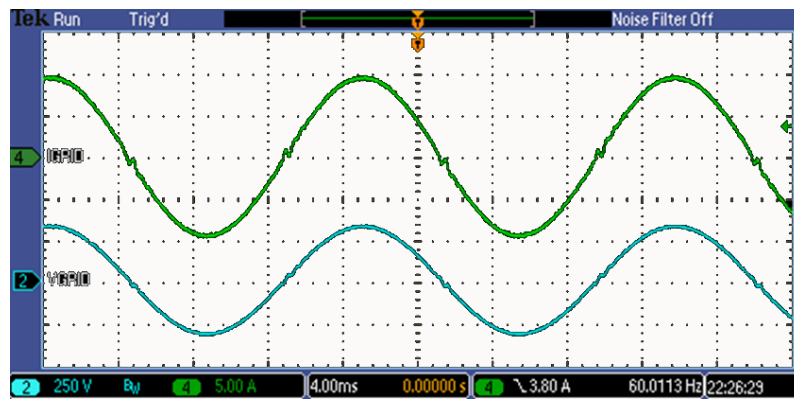 Tek Run Trig'd Noise Filter Off
T
T
4 IGRID
2 VGRID
2 250 V BW 4 5.00 A 4.00ms 0.00000 s 4 3.80 A 60.0113 Hz 22:26:29